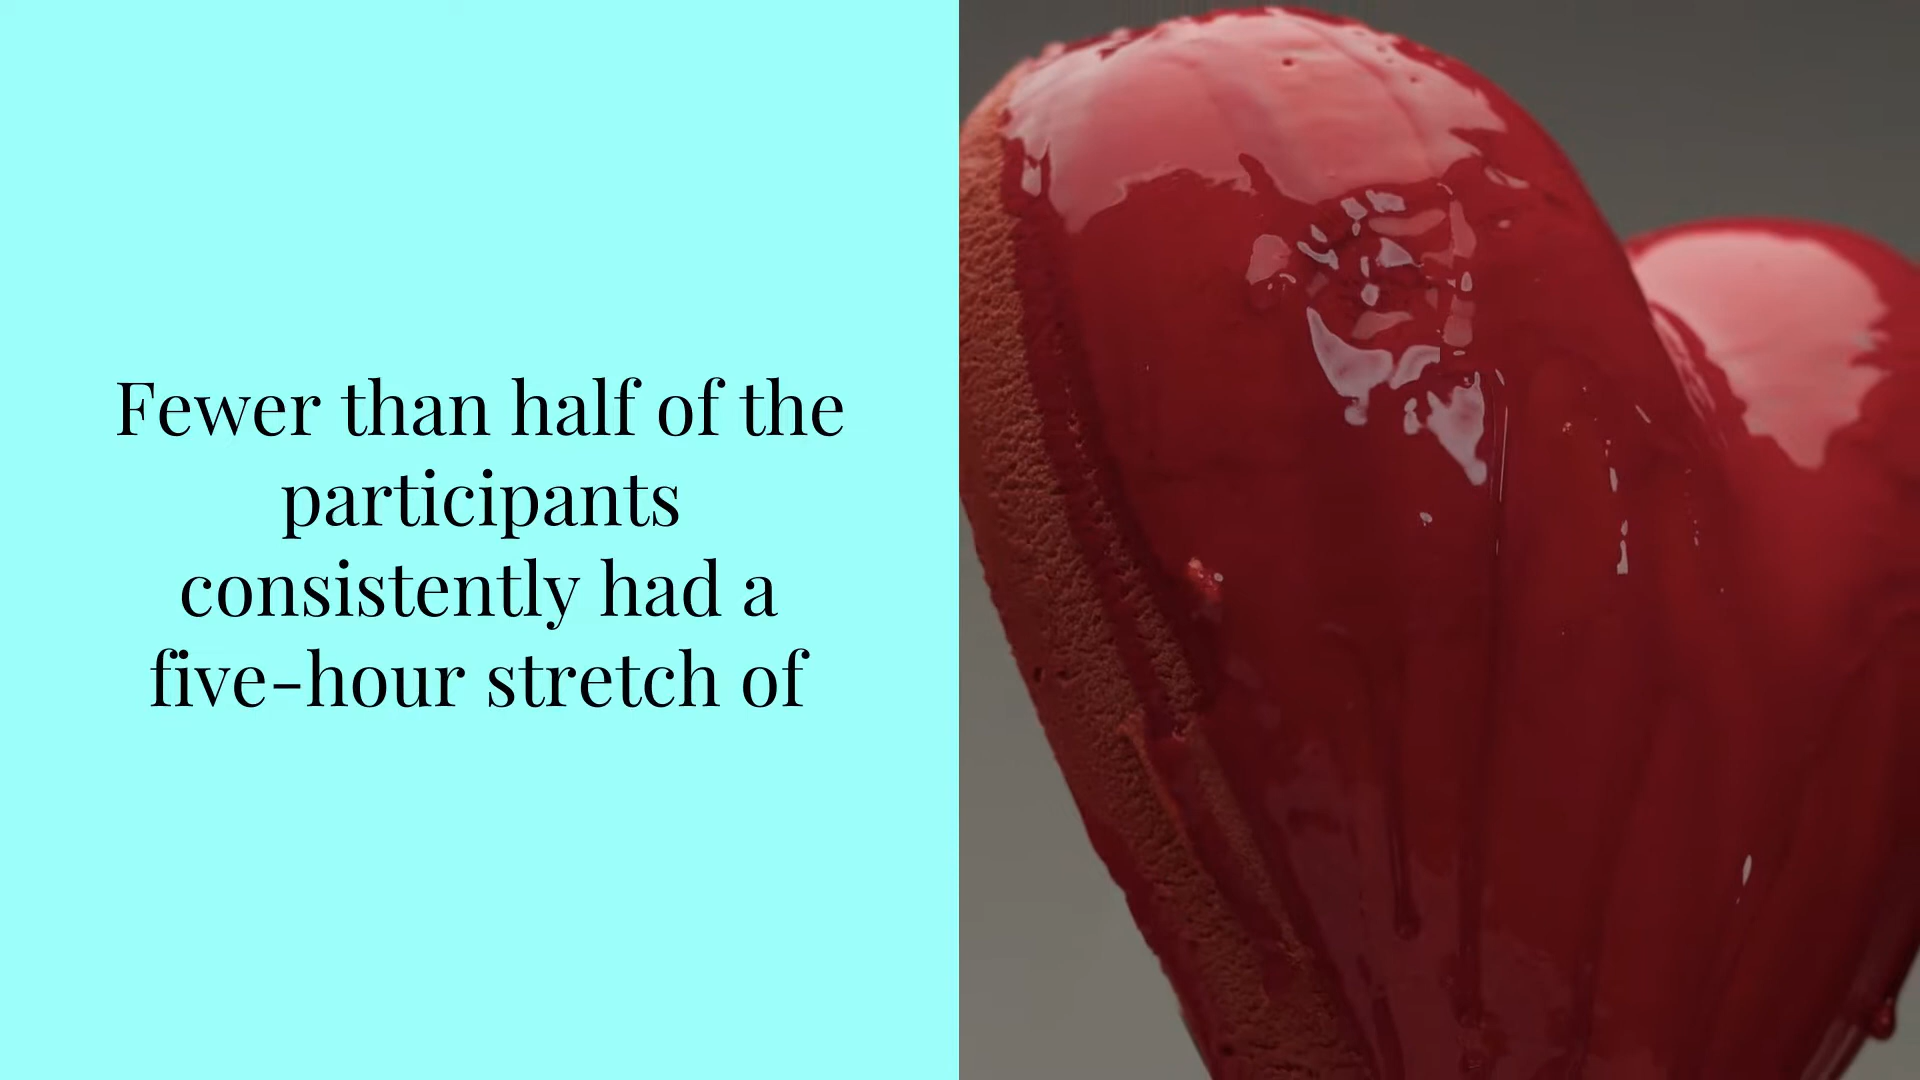 Fewer than half of the
participants
consistently had a
five-hour stretch of